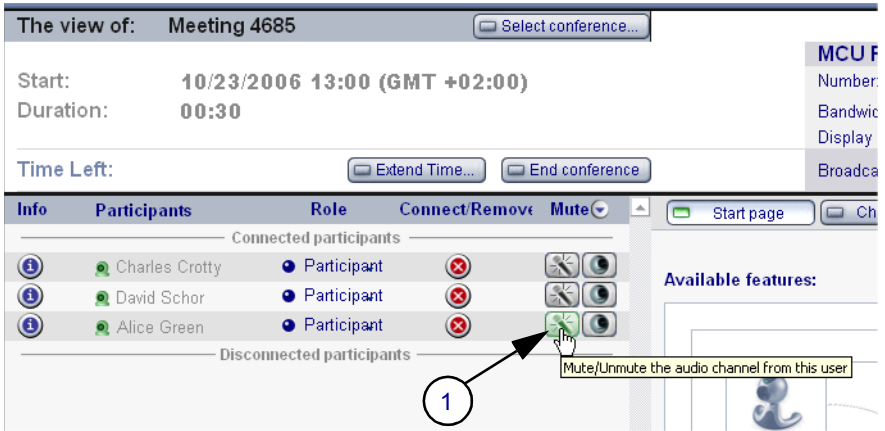 The view of: Meeting 4685 Select conference...
MCU
Start: 10/23/2006 13:00 (GMT +02:00) Number:
Duration: 00:30
Display
Time Left: Extend Time... End conference
Info Participants Role Connect/Remove Mute Start page
Connected participants
Charles Crotty Participant
David Schor Participant
Available features:
Alice Green Participant
Disconnected participants
Mute/Unmute the audio channel from this user
1